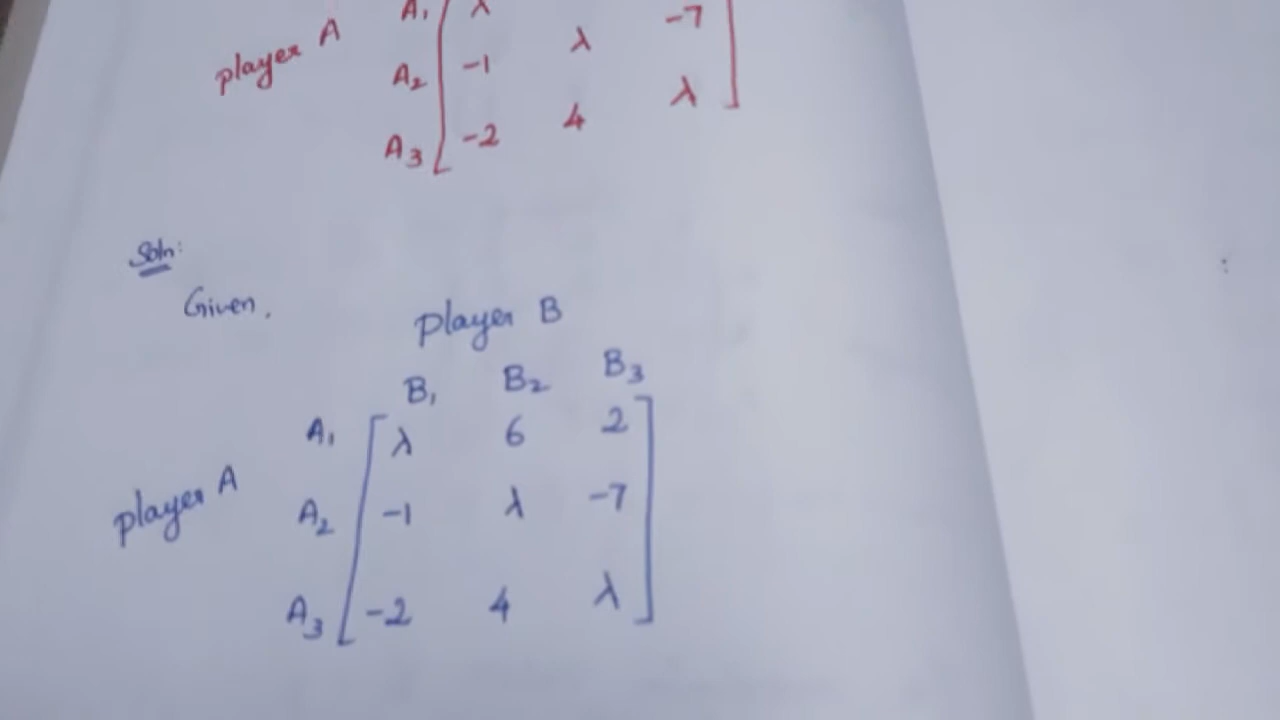 A₁ λ -7
player A A₂ -1 λ
A₃ -2 4 λ
Soln:
Given,
player B
B₁ B₂ B₃
A₁ λ 6 2
player A A₂ -1 λ -7
A₃ -2 4 λ